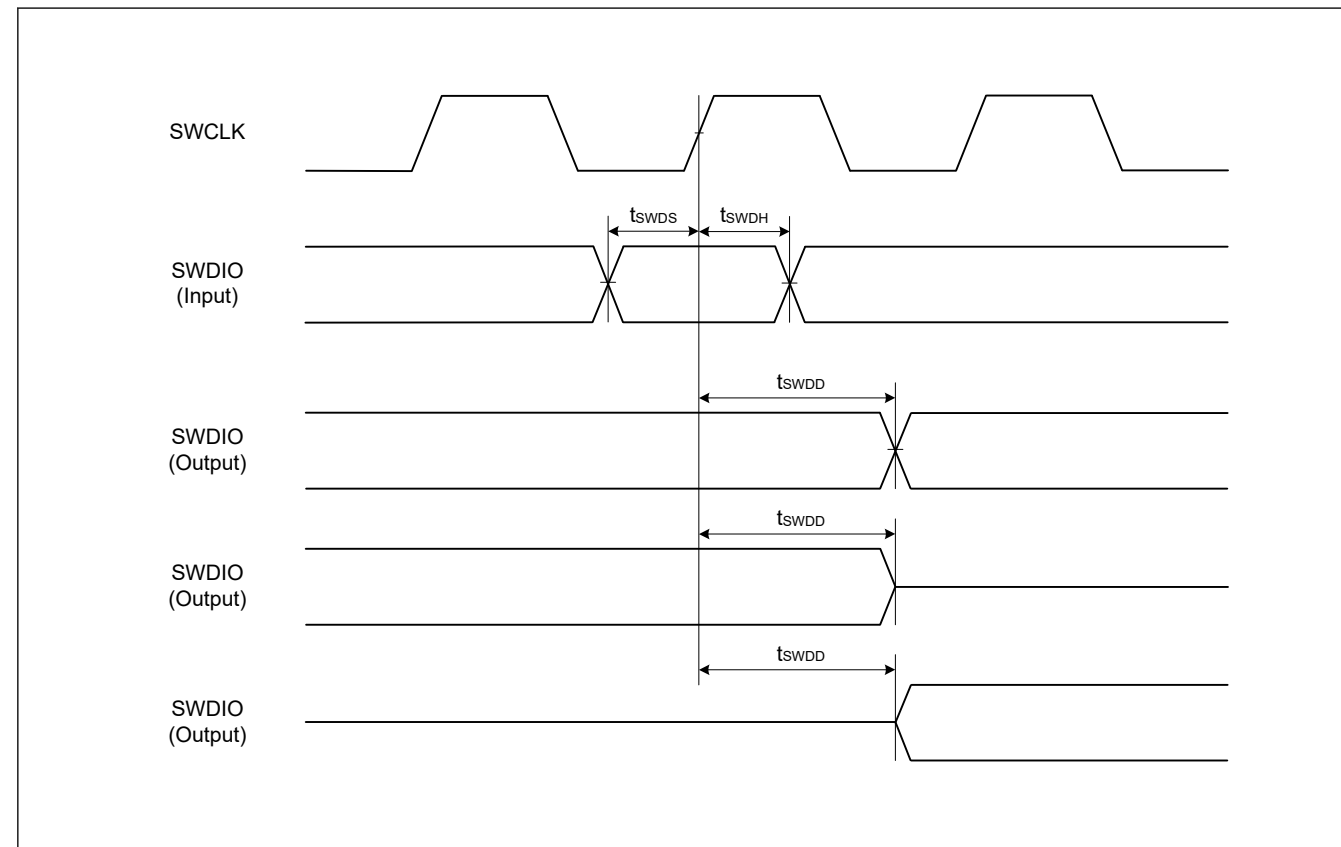 SWCLK
tSWDS
tSWDH
SWDIO
(Input)
tSWDD
SWDIO
(Output)
tSWDD
SWDIO
(Output)
tSWDD
SWDIO
(Output)